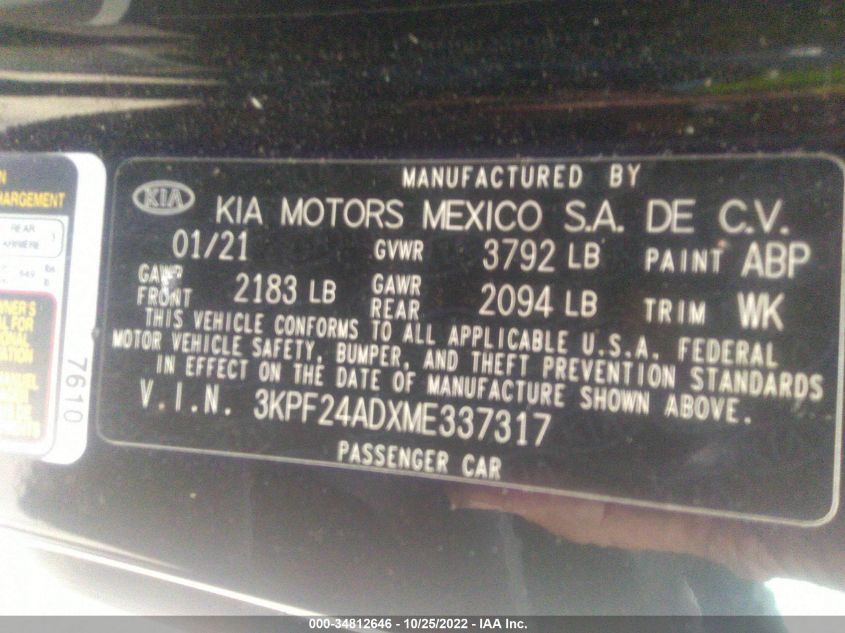 MANUFACTURED BY
KIA
KIA MOTORS MEXICO S.A. DE C.V.
01/21 GVWR 3792 LB PAINT ABP
GAWR FRONT 2183 LB GAWR REAR 2094 LB TRIM WK
THIS VEHICLE CONFORMS TO ALL APPLICABLE U.S.A. FEDERAL
MOTOR VEHICLE SAFETY, BUMPER, AND THEFT PREVENTION STANDARDS
IN EFFECT ON THE DATE OF MANUFACTURE SHOWN ABOVE.
V.I.N. 3KPF24ADXME337317
PASSENGER CAR
HARGEMENT
REAR
ARRIÈRE
7610
000-34812646 - 10/25/2022 - IAA Inc.